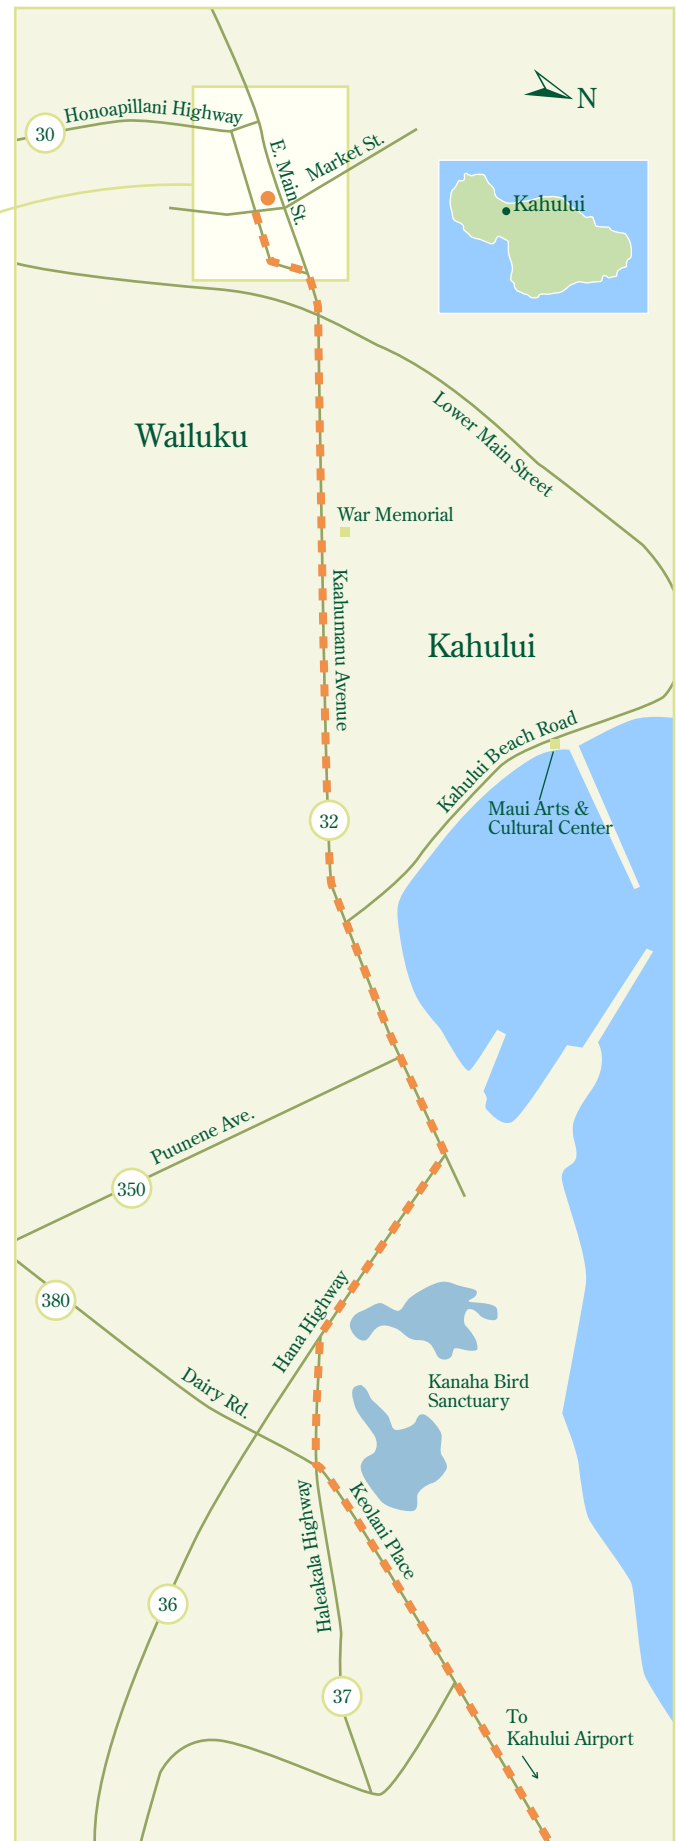 N
Honoapillani Highway
30
E. Main St.
Market St.
Kahului
Lower Main Street
Wailuku
War Memorial
Kaahumanu Avenue
Kahului
Kahului Beach Road
Maui Arts &
Cultural Center
32
Puunene Ave.
350
380
Hana Highway
Dairy Rd.
Kanaha Bird
Sanctuary
Keolani Place
Haleakala Highway
36
37
To
Kahului Airport